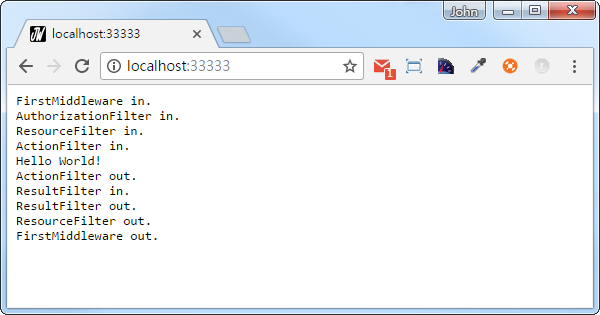 John
JW localhost:33333
localhost:33333
1
FirstMiddleware in.
AuthorizationFilter in.
ResourceFilter in.
ActionFilter in.
Hello World!
ActionFilter out.
ResultFilter in.
ResultFilter out.
ResourceFilter out.
FirstMiddleware out.